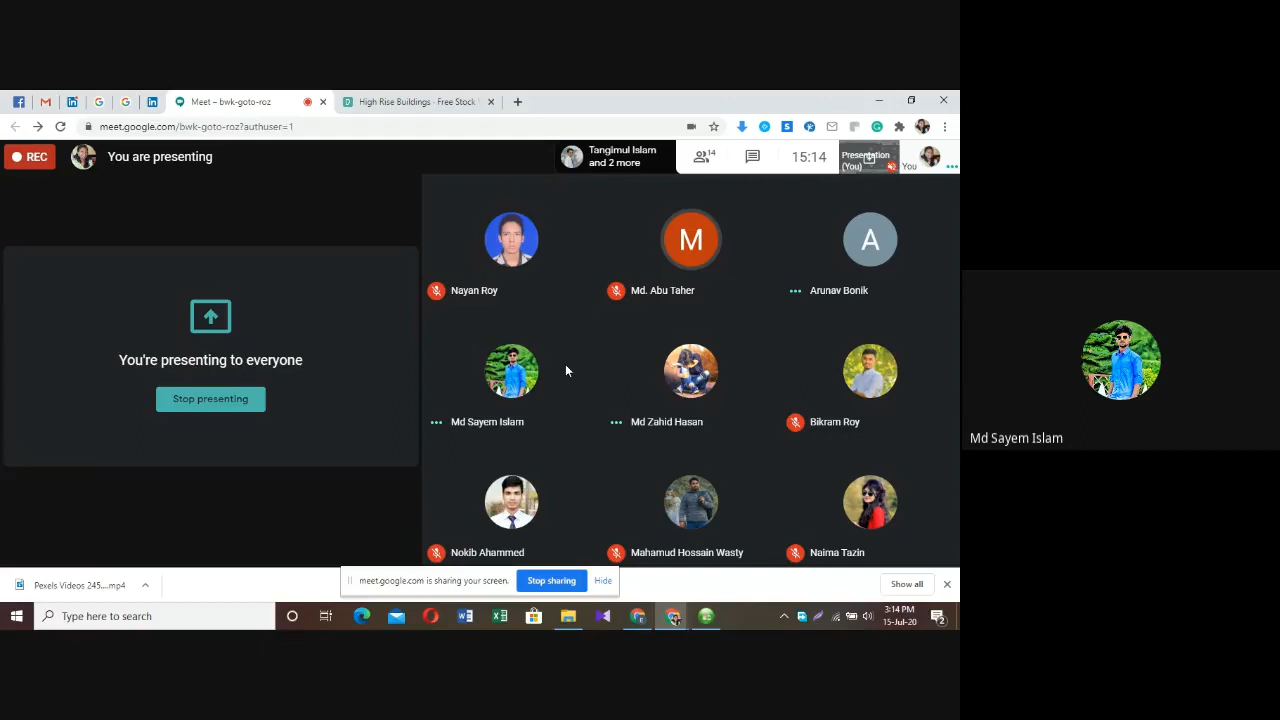 Meet – bwk-goto-roz
High Rise Buildings - Free Stock
meet.google.com/bwk-goto-roz?authuser=1
REC
You are presenting
Tangimul Islam
and 2 more
14
15:14
Presentation
(You)
You
Nayan Roy
M
Md. Abu Taher
A
Arunav Bonik
You're presenting to everyone
Stop presenting
Md Sayem Islam
Md Zahid Hasan
Bikram Roy
Md Sayem Islam
Nokib Ahammed
Mahamud Hossain Wasty
Naima Tazin
Pexels Videos 245....mp4
meet.google.com is sharing your screen.
Stop sharing
Hide
Show all
Type here to search
3:14 PM
15-Jul-20
2